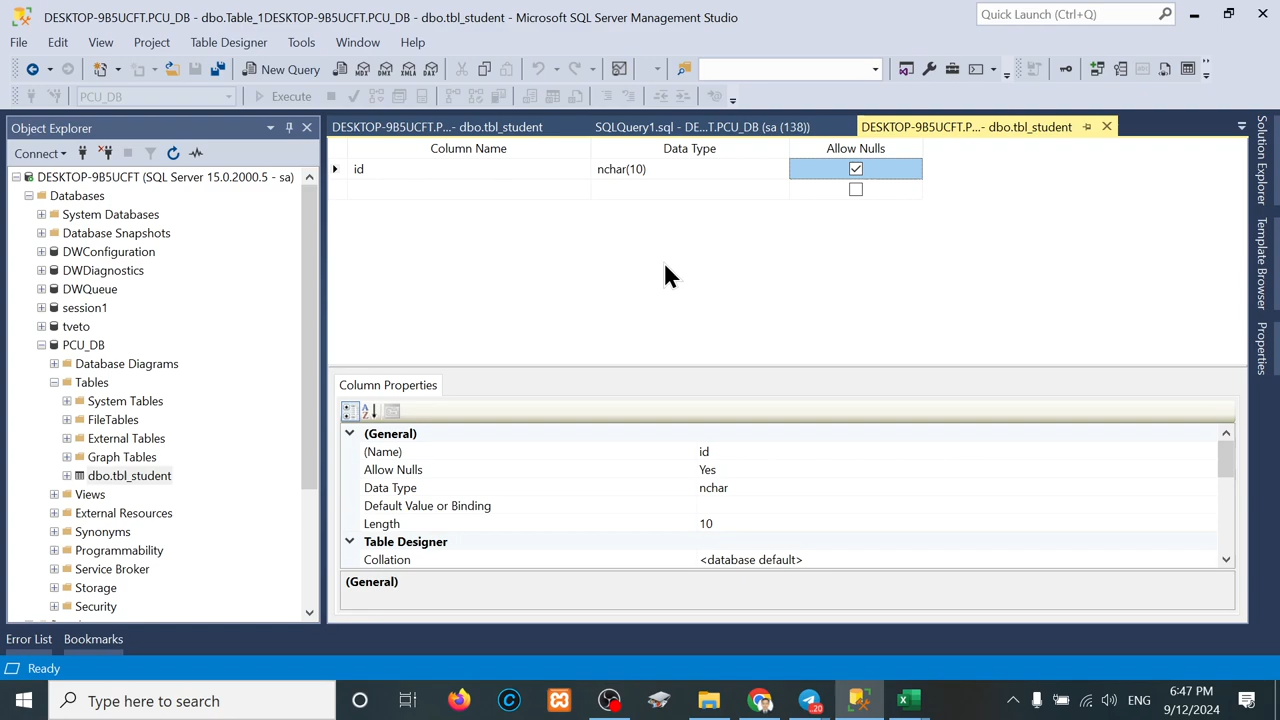 DESKTOP-9B5UCFT.PCU_DB - dbo.Table_1DESKTOP-9B5UCFT.PCU_DB - dbo.tbl_student - Microsoft SQL Server Management Studio
Quick Launch (Ctrl+Q)
File Edit View Project Table Designer Tools Window Help
New Query MDX DMX XMLA DAX
PCU_DB Execute
Object Explorer
DESKTOP-9B5UCFT.P...- dbo.tbl_student
SQLQuery1.sql - DE...T.PCU_DB (sa (138))
DESKTOP-9B5UCFT.P...- dbo.tbl_student
Connect
DESKTOP-9B5UCFT (SQL Server 15.0.2000.5 - sa)
Databases
System Databases
Database Snapshots
DWConfiguration
DWDiagnostics
DWQueue
session1
tveto
PCU_DB
Database Diagrams
Tables
System Tables
FileTables
External Tables
Graph Tables
dbo.tbl_student
Views
External Resources
Synonyms
Programmability
Service Broker
Storage
Security
Column Name Data Type Allow Nulls
id nchar(10)
Column Properties
(General)
(Name) id
Allow Nulls Yes
Data Type nchar
Default Value or Binding
Length 10
Table Designer
Collation <database default>
(General)
Solution Explorer
Template Browser
Properties
Error List Bookmarks
Ready
Type here to search
20
ENG
6:47 PM
9/12/2024